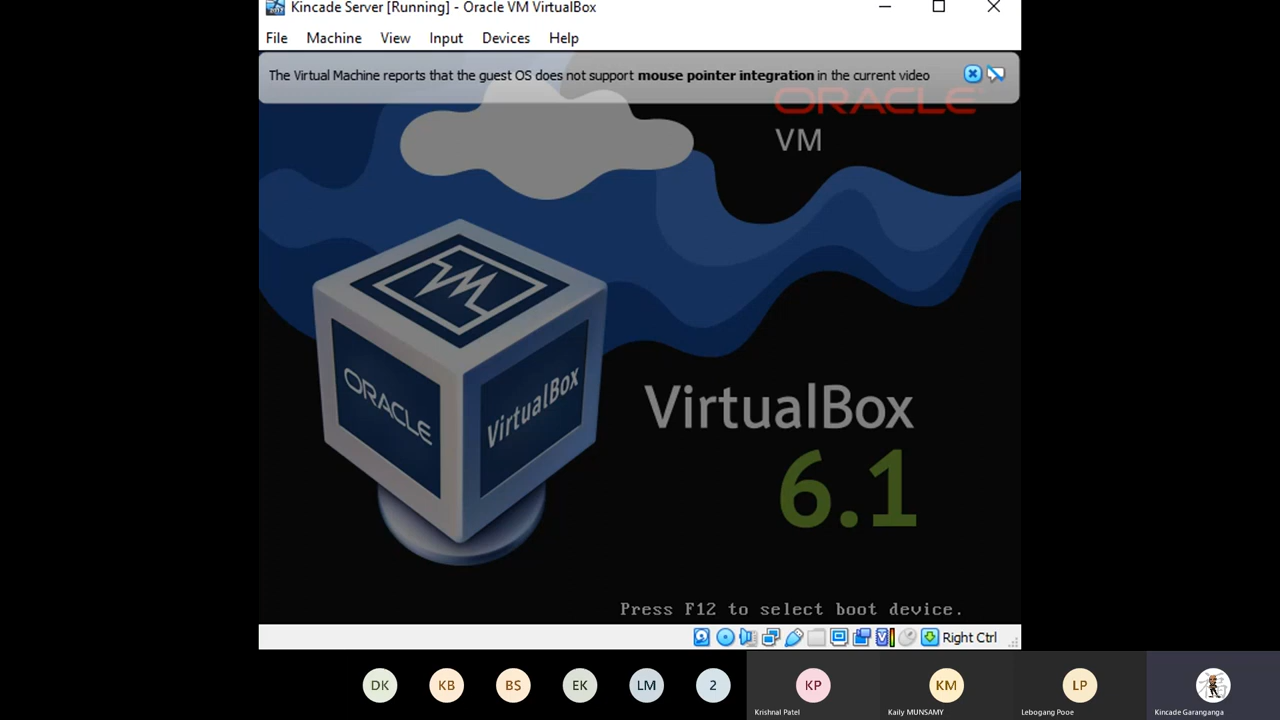 Kincade Server [Running] - Oracle VM VirtualBox
File Machine View Input Devices Help
The Virtual Machine reports that the guest OS does not support mouse pointer integration in the current video
ORACLE
VM
ORACLE
VirtualBox
VirtualBox
6.1
Press F12 to select boot device.
Right Ctrl
DK KB BS EK LM 2 KP KM LP
Krishnal Patel Kaily MUNSAMY Lebogang Pooe Kincade Garanganga